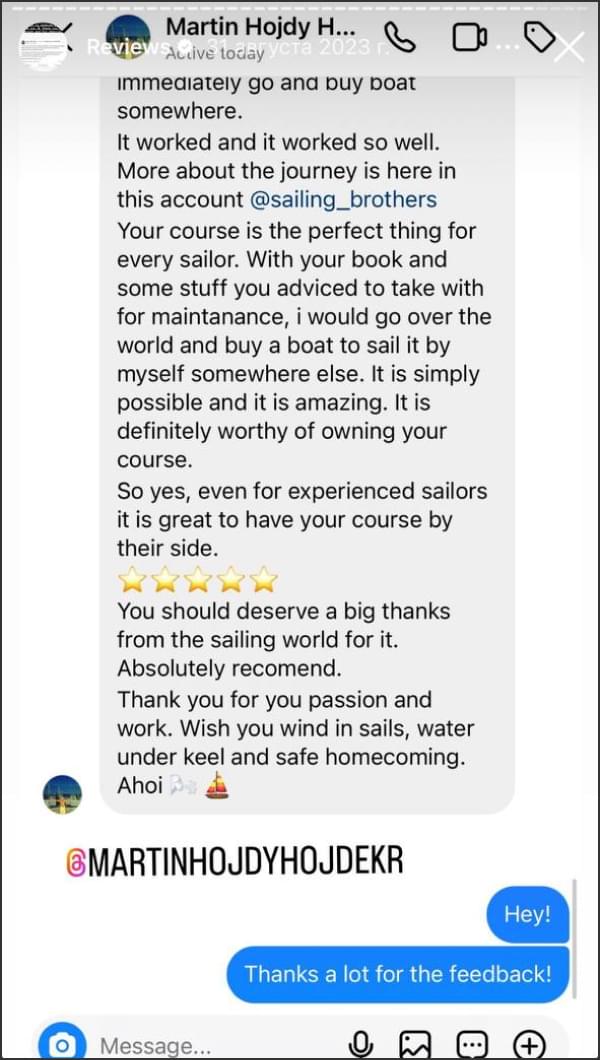 Martin Hojdy H...
Reviews 31 августа 2023 г.
Active today
immediately go and buy boat
somewhere.
It worked and it worked so well.
More about the journey is here in
this account @sailing_brothers
Your course is the perfect thing for
every sailor. With your book and
some stuff you adviced to take with
for maintanance, i would go over the
world and buy a boat to sail it by
myself somewhere else. It is simply
possible and it is amazing. It is
definitely worthy of owning your
course.
So yes, even for experienced sailors
it is great to have your course by
their side.
⭐⭐⭐⭐⭐
You should deserve a big thanks
from the sailing world for it.
Absolutely recomend.
Thank you for you passion and
work. Wish you wind in sails, water
under keel and safe homecoming.
Ahoi 🌬️⛵
@MARTINHOJDYHOJDEKR
Hey!
Thanks a lot for the feedback!
Message...